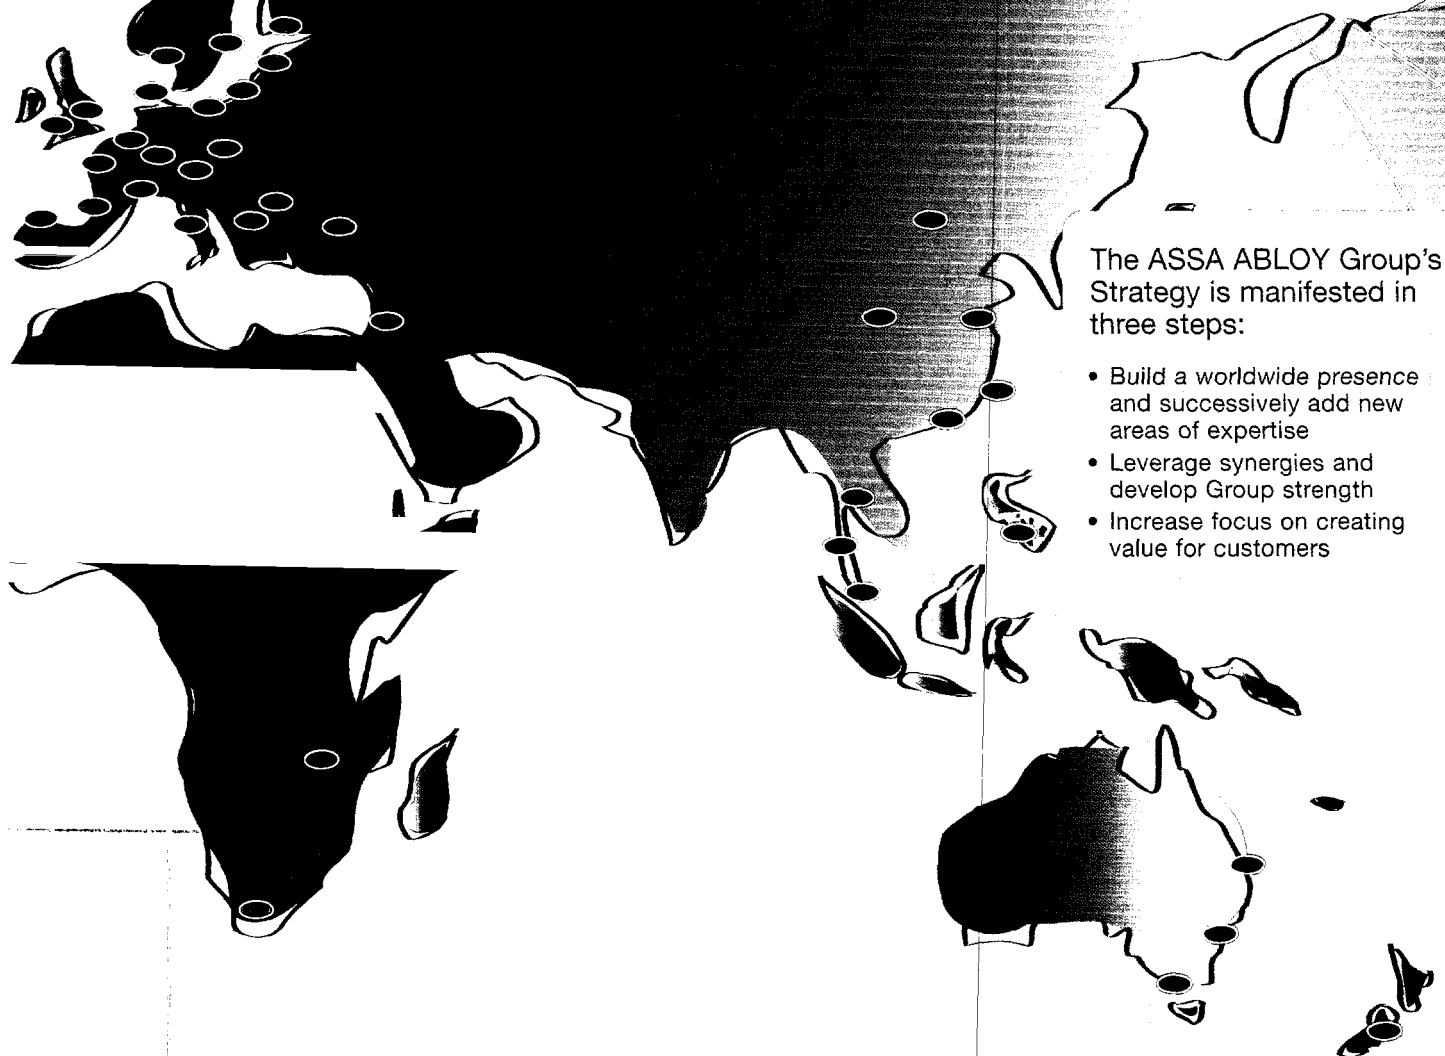 The ASSA ABLOY Group's
Strategy is manifested in
three steps:
• Build a worldwide presence
and successively add new
areas of expertise
• Leverage synergies and
develop Group strength
• Increase focus on creating
value for customers